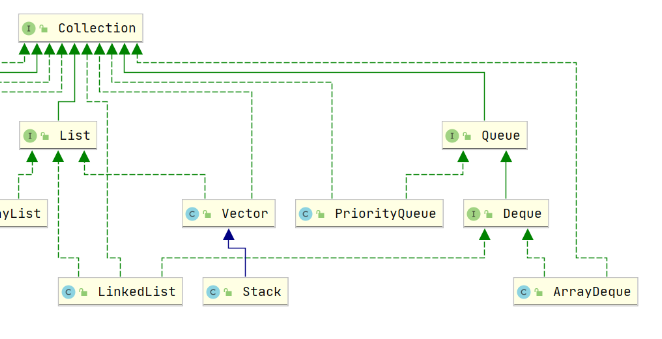 I Collection
I List
I Queue
yList
C Vector
C PriorityQueue
I Deque
C LinkedList
C Stack
C ArrayDeque